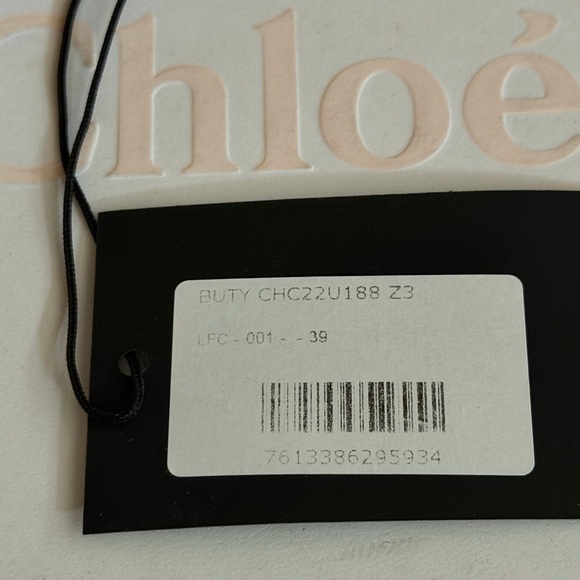 Chloé
BUTY CHC22U188 Z3
LFC - 001 - - 39
7613386295934